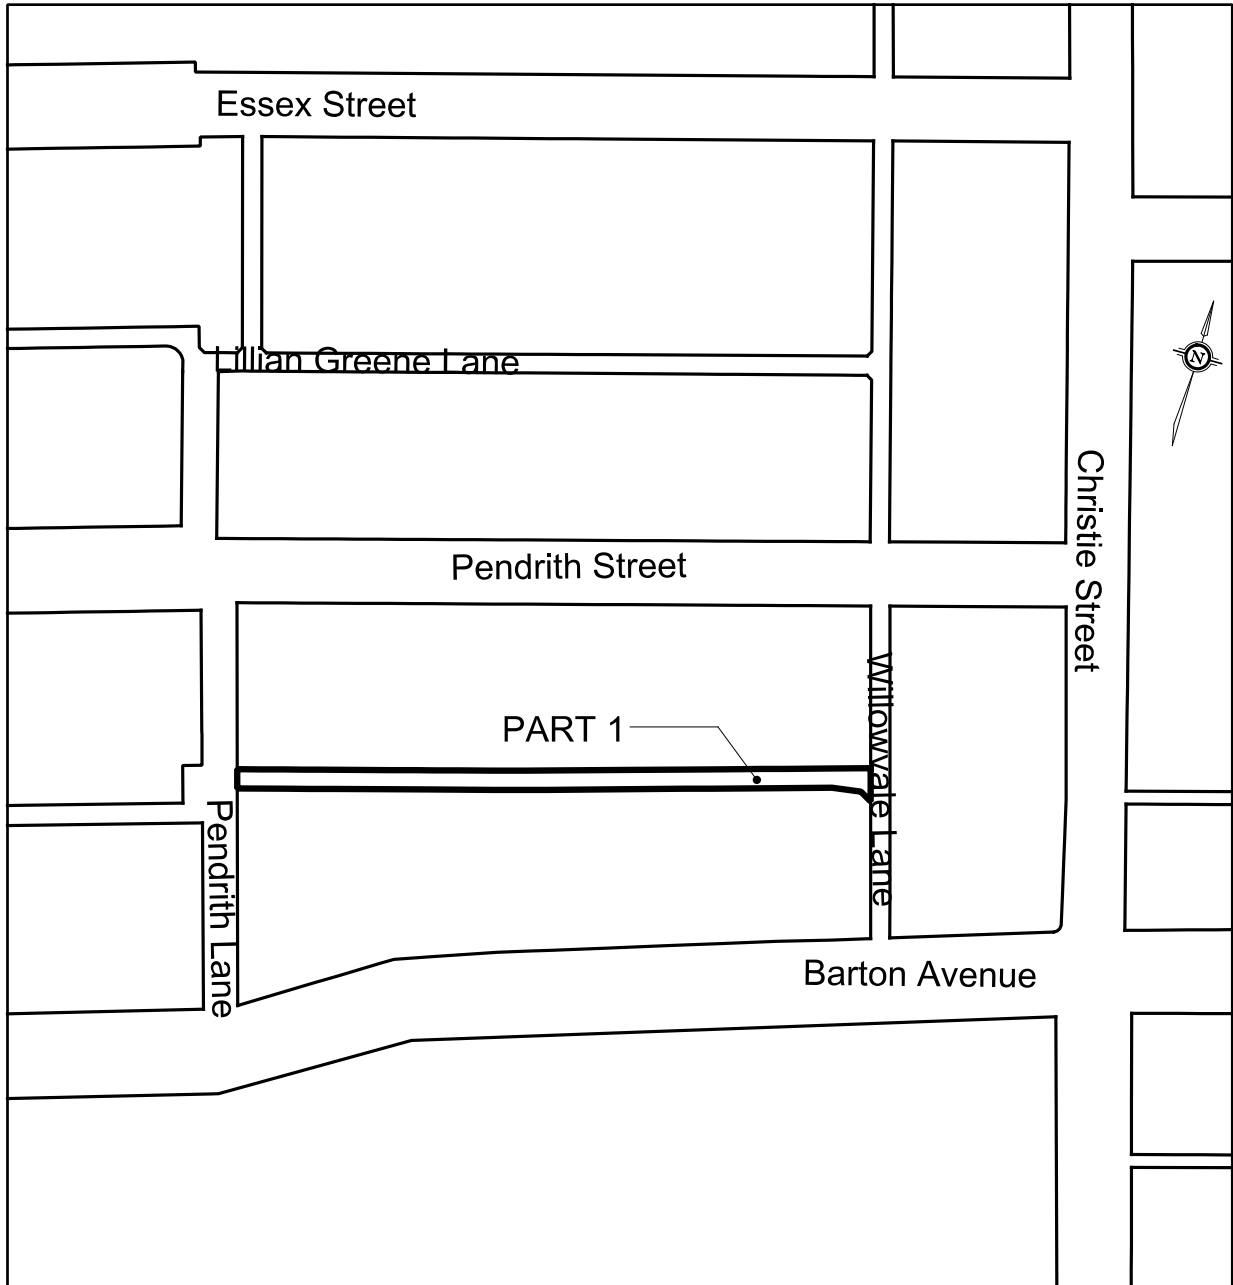 Essex Street
Lillian Greene Lane
N
Christie Street
Pendrith Street
Willowvale Lane
PART 1
Pendrith Lane
Barton Avenue